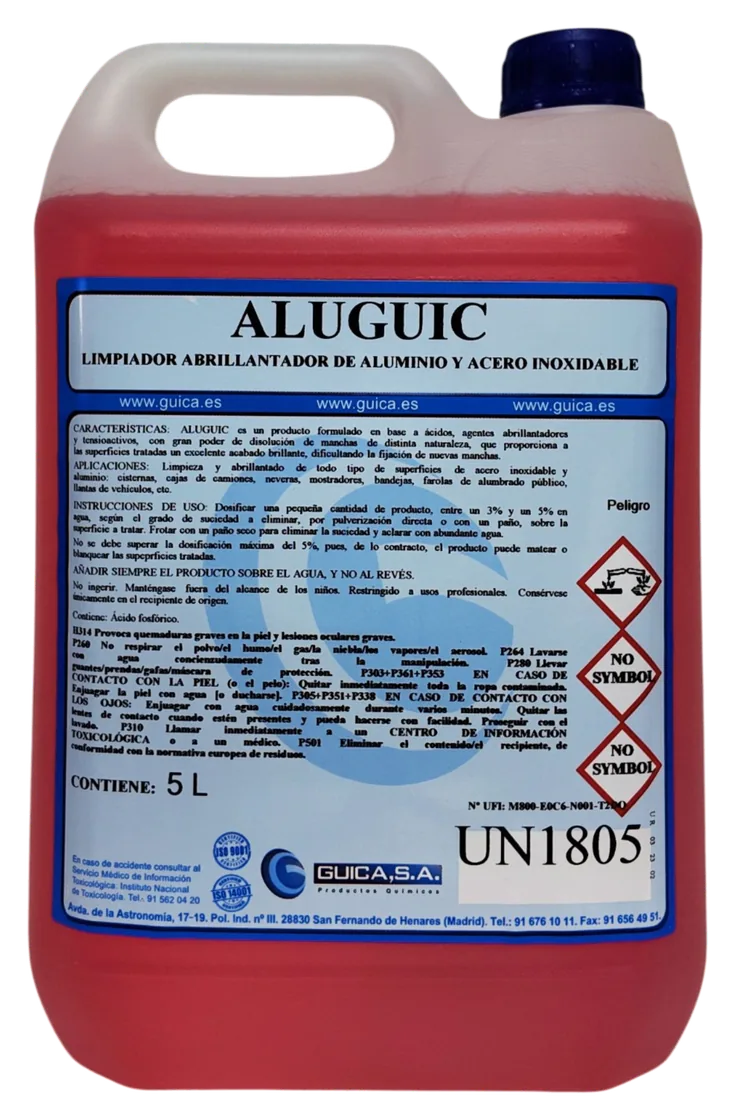 ALUGUIC
LIMPIADOR ABRILLANTADOR DE ALUMINIO Y ACERO INOXIDABLE
www.guica.es www.guica.es www.guica.es
CARACTERÍSTICAS: ALUGUIC es un producto formulado en base a ácidos, agentes abrillantadores
y tensioactivos, con gran poder de disolución de manchas de distinta naturaleza, que proporciona a
las superficies tratadas un excelente acabado brillante, dificultando la fijación de nuevas manchas.
APLICACIONES: Limpieza y abrillantado de todo tipo de superficies de acero inoxidable y
aluminio: cisternas, cajas de camiones, neveras, mostradores, bandejas, farolas de alumbrado público,
llantas de vehículos, etc.
INSTRUCCIONES DE USO: Dosificar una pequeña cantidad de producto, entre un 3% y un 5% en
agua, según el grado de suciedad a eliminar, por pulverización directa o con un paño, sobre la
superficie a tratar. Frotar con un paño seco para eliminar la suciedad y aclarar con abundante agua.
No se debe superar la dosificación máxima del 5%, pues, de lo contrario, el producto puede matear o
blanquear las supeprficies tratadas.
AÑADIR SIEMPRE EL PRODUCTO SOBRE EL AGUA, Y NO AL REVÉS.
No ingerir. Manténgase fuera del alcance de los niños. Restringido a usos profesionales. Consérvese
únicamente en el recipiente de origen.
Contiene: Ácido fosfórico.
H314 Provoca quemaduras graves en la piel y lesiones oculares graves.
P260 No respirar el polvo/el humo/el gas/la niebla/los vapores/el aerosol. P264 Lavarse
con agua concienzudamente tras la manipulación. P280 Llevar
guantes/prendas/gafas/máscara de protección. P303+P361+P353 EN CASO DE
CONTACTO CON LA PIEL (o el pelo): Quitar inmediatamente toda la ropa contaminada.
Enjuagar la piel con agua [o ducharse]. P305+P351+P338 EN CASO DE CONTACTO CON
LOS OJOS: Enjuagar con agua cuidadosamente durante varios minutos. Quitar las
lentes de contacto cuando estén presentes y pueda hacerse con facilidad. Proseguir con el
lavado. P310 Llamar inmediatamente a un CENTRO DE INFORMACIÓN
TOXICOLÓGICA o a un médico. P501 Eliminar el contenido/el recipiente, de
conformidad con la normativa europea de residuos.
Peligro
NO
SYMBOL
NO
SYMBOL
CONTIENE: 5 L
Nº UFI: M800-E0C6-N001-T2
UN1805
En caso de accidente consultar al
Servicio Médico de Información
Toxicológica. Instituto Nacional
de Toxicología. Tel.: 91 562 04 20
ISO 9001
ISO 14001
GUICA, S.A.
Productos Químicos
Avda. de la Astronomía, 17-19. Pol. Ind. nº III. 28830 San Fernando de Henares (Madrid). Tel.: 91 676 10 11. Fax: 91 656 49 51.